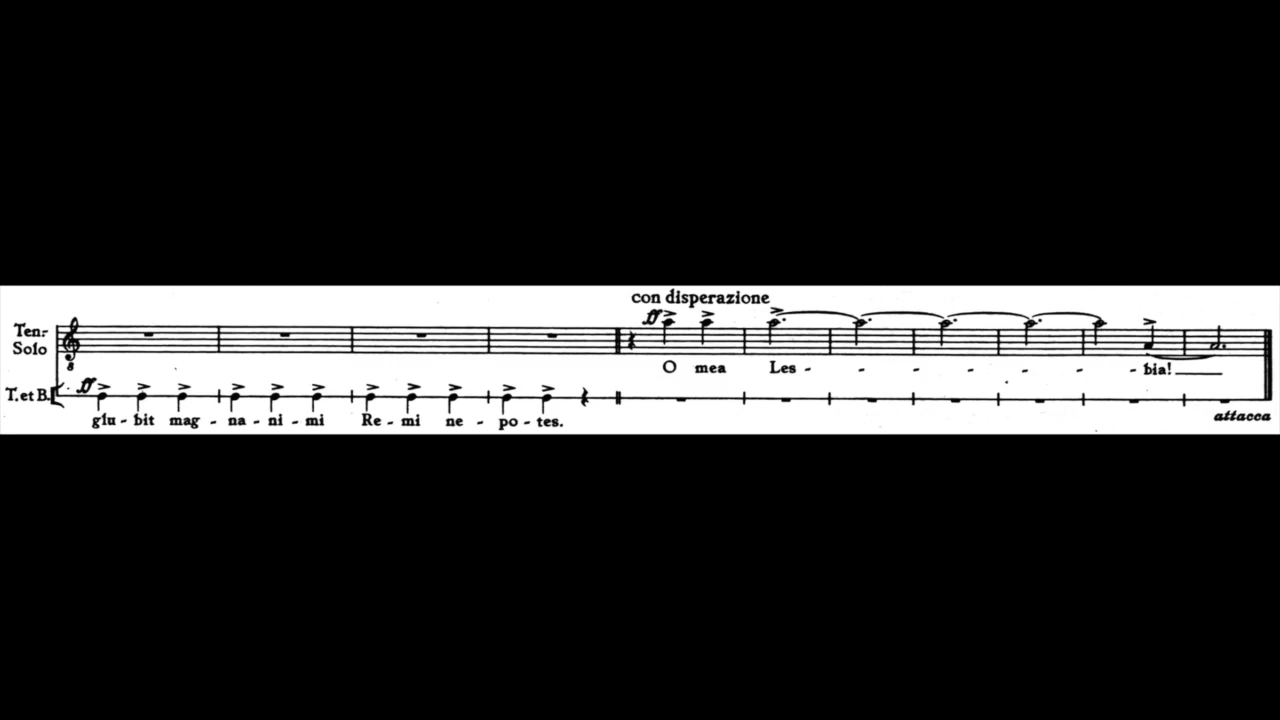 con disperazione
ff
Ten.-
Solo
8
O mea Les - - - - - - bia!
T. et B.
ff
glu - bit mag - na - ni - mi Re - mi ne - po - tes.
attacca